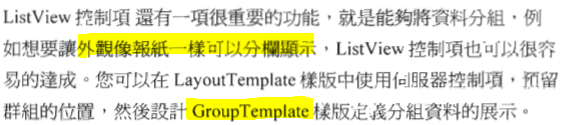 ListView 控制項 還有一項很重要的功能，就是能夠將資料分組，例
如想要讓外觀像報紙一樣可以分欄顯示，ListView 控制項也可以很容
易的達成。您可以在 LayoutTemplate 樣版中使用伺服器控制項，預留
群組的位置，然後設計 GroupTemplate 樣版定義分組資料的展示。